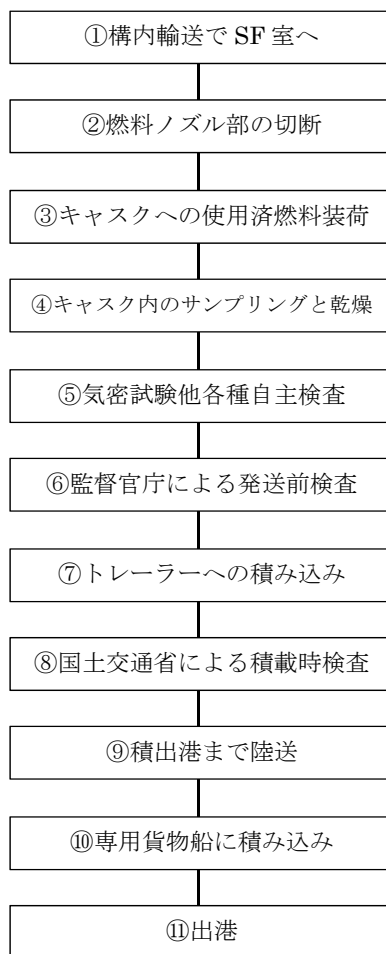 ①構内輸送で SF 室へ
②燃料ノズル部の切断
③キャスクへの使用済燃料装荷
④キャスク内のサンプリングと乾燥
⑤気密試験他各種自主検査
⑥監督官庁による発送前検査
⑦トレーラーへの積み込み
⑧国土交通省による積載時検査
⑨積出港まで陸送
⑩専用貨物船に積み込み
⑪出港